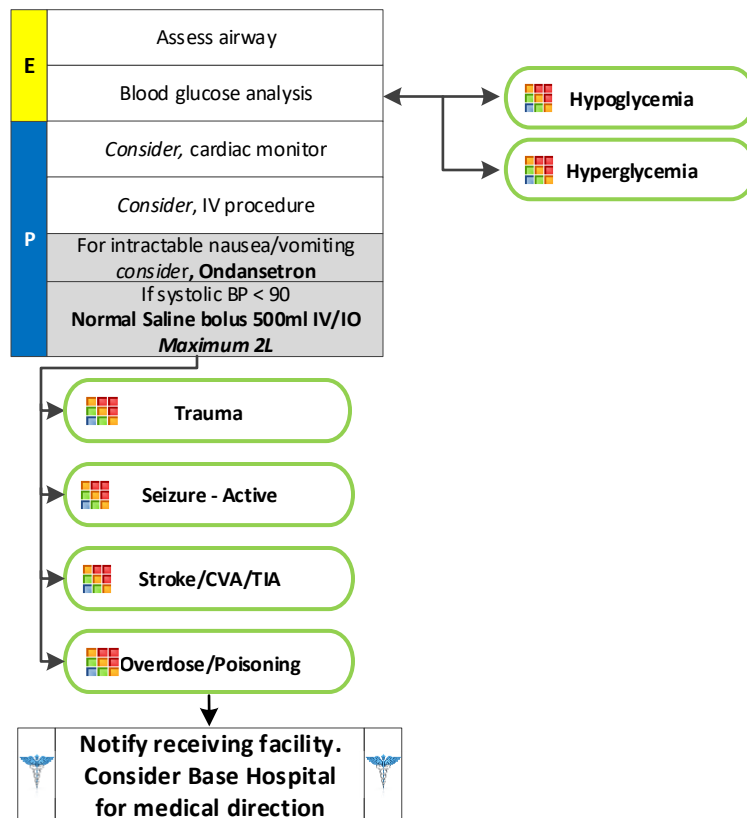 E
Assess airway
Blood glucose analysis
Hypoglycemia
Hyperglycemia
P
Consider, cardiac monitor
Consider, IV procedure
For intractable nausea/vomiting
consider, Ondansetron
If systolic BP < 90
Normal Saline bolus 500ml IV/IO
Maximum 2L
Trauma
Seizure - Active
Stroke/CVA/TIA
Overdose/Poisoning
Notify receiving facility.
Consider Base Hospital
for medical direction